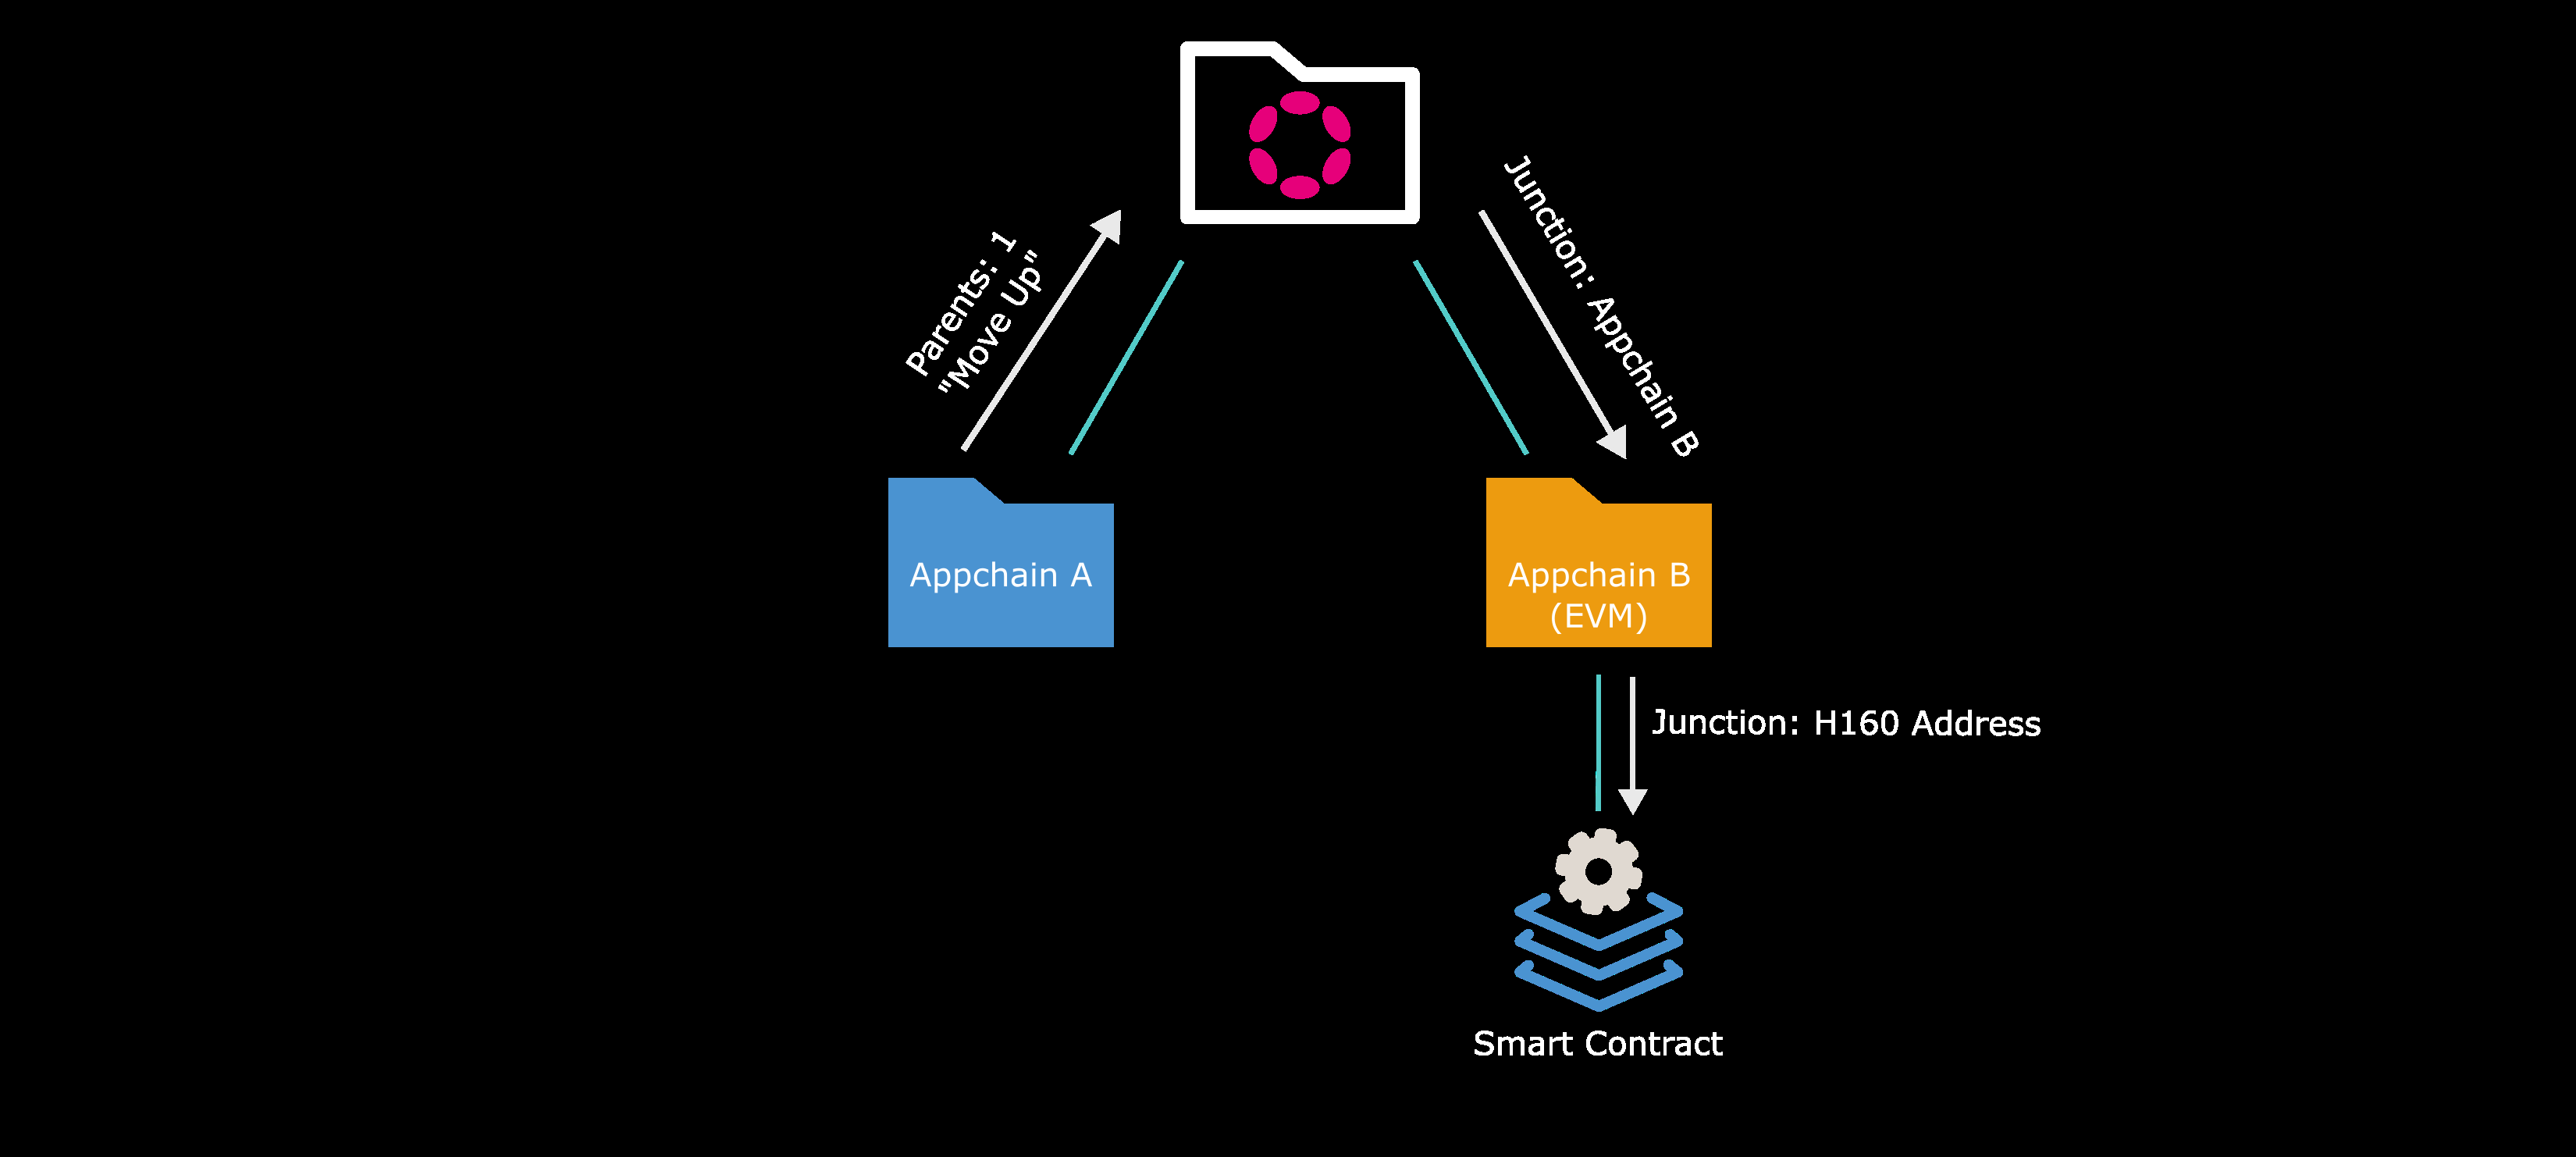 Parents: 1
"Move Up"
Junction: Appchain B
Appchain A
Appchain B
(EVM)
Junction: H160 Address
Smart Contract